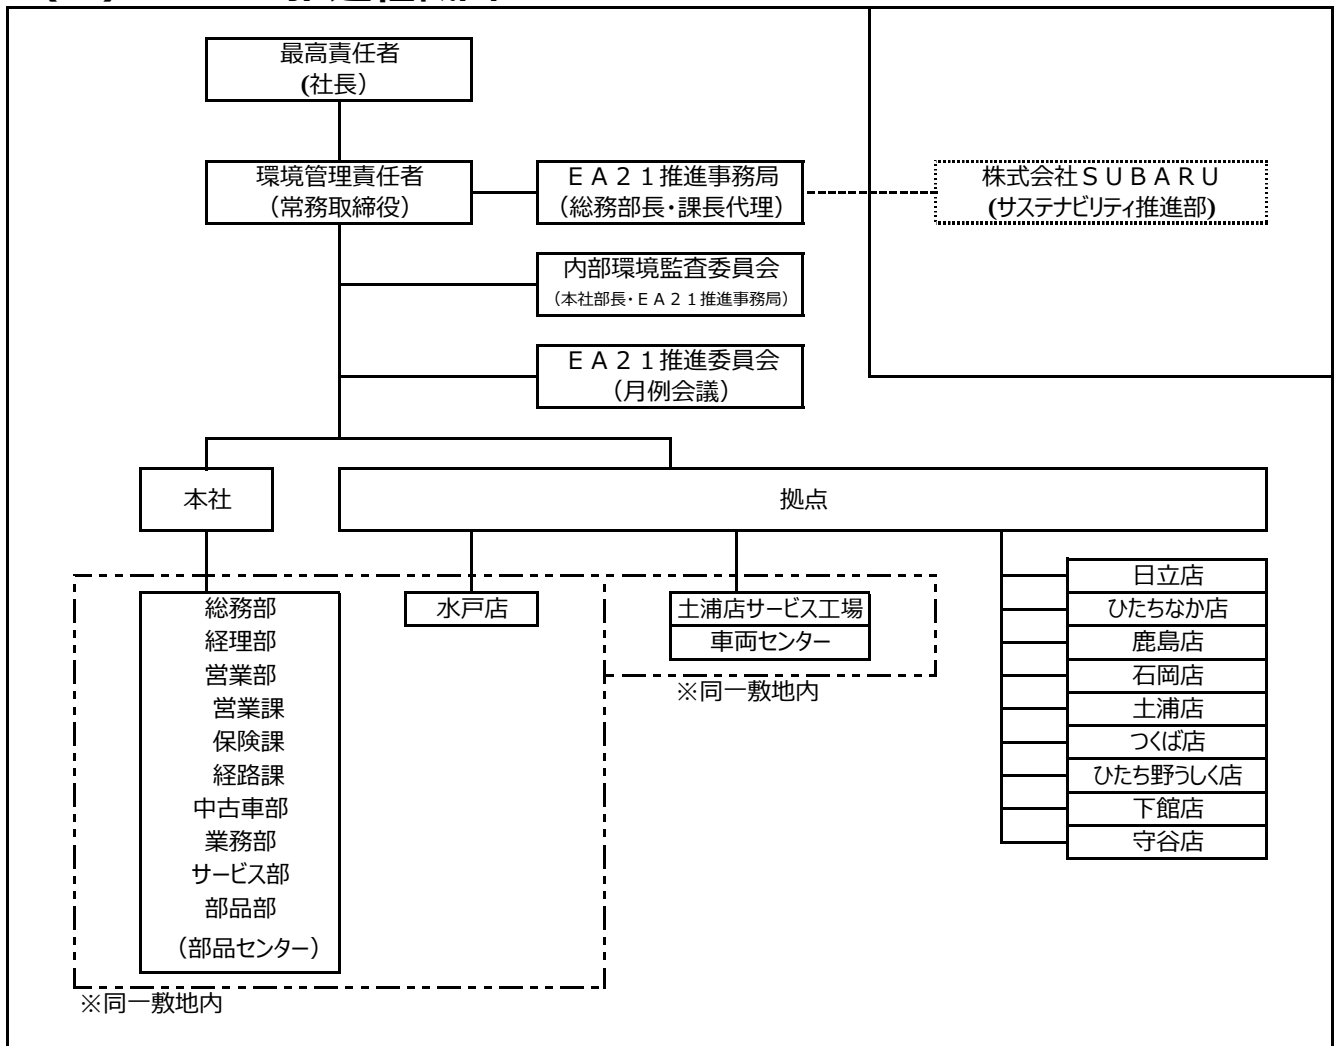 最高責任者
(社長）
環境管理責任者
（常務取締役）
ＥＡ２１推進事務局
（総務部長・課長代理）
株式会社ＳＵＢＡＲＵ
(サステナビリティ推進部)
内部環境監査委員会
（本社部長・ＥＡ２１推進事務局）
ＥＡ２１推進委員会
（月例会議）
本社
拠点
総務部
経理部
営業部
営業課
保険課
経路課
中古車部
業務部
サービス部
部品部
（部品センター）
※同一敷地内
水戸店
土浦店サービス工場
車両センター
※同一敷地内
日立店
ひたちなか店
鹿島店
石岡店
土浦店
つくば店
ひたち野うしく店
下館店
守谷店